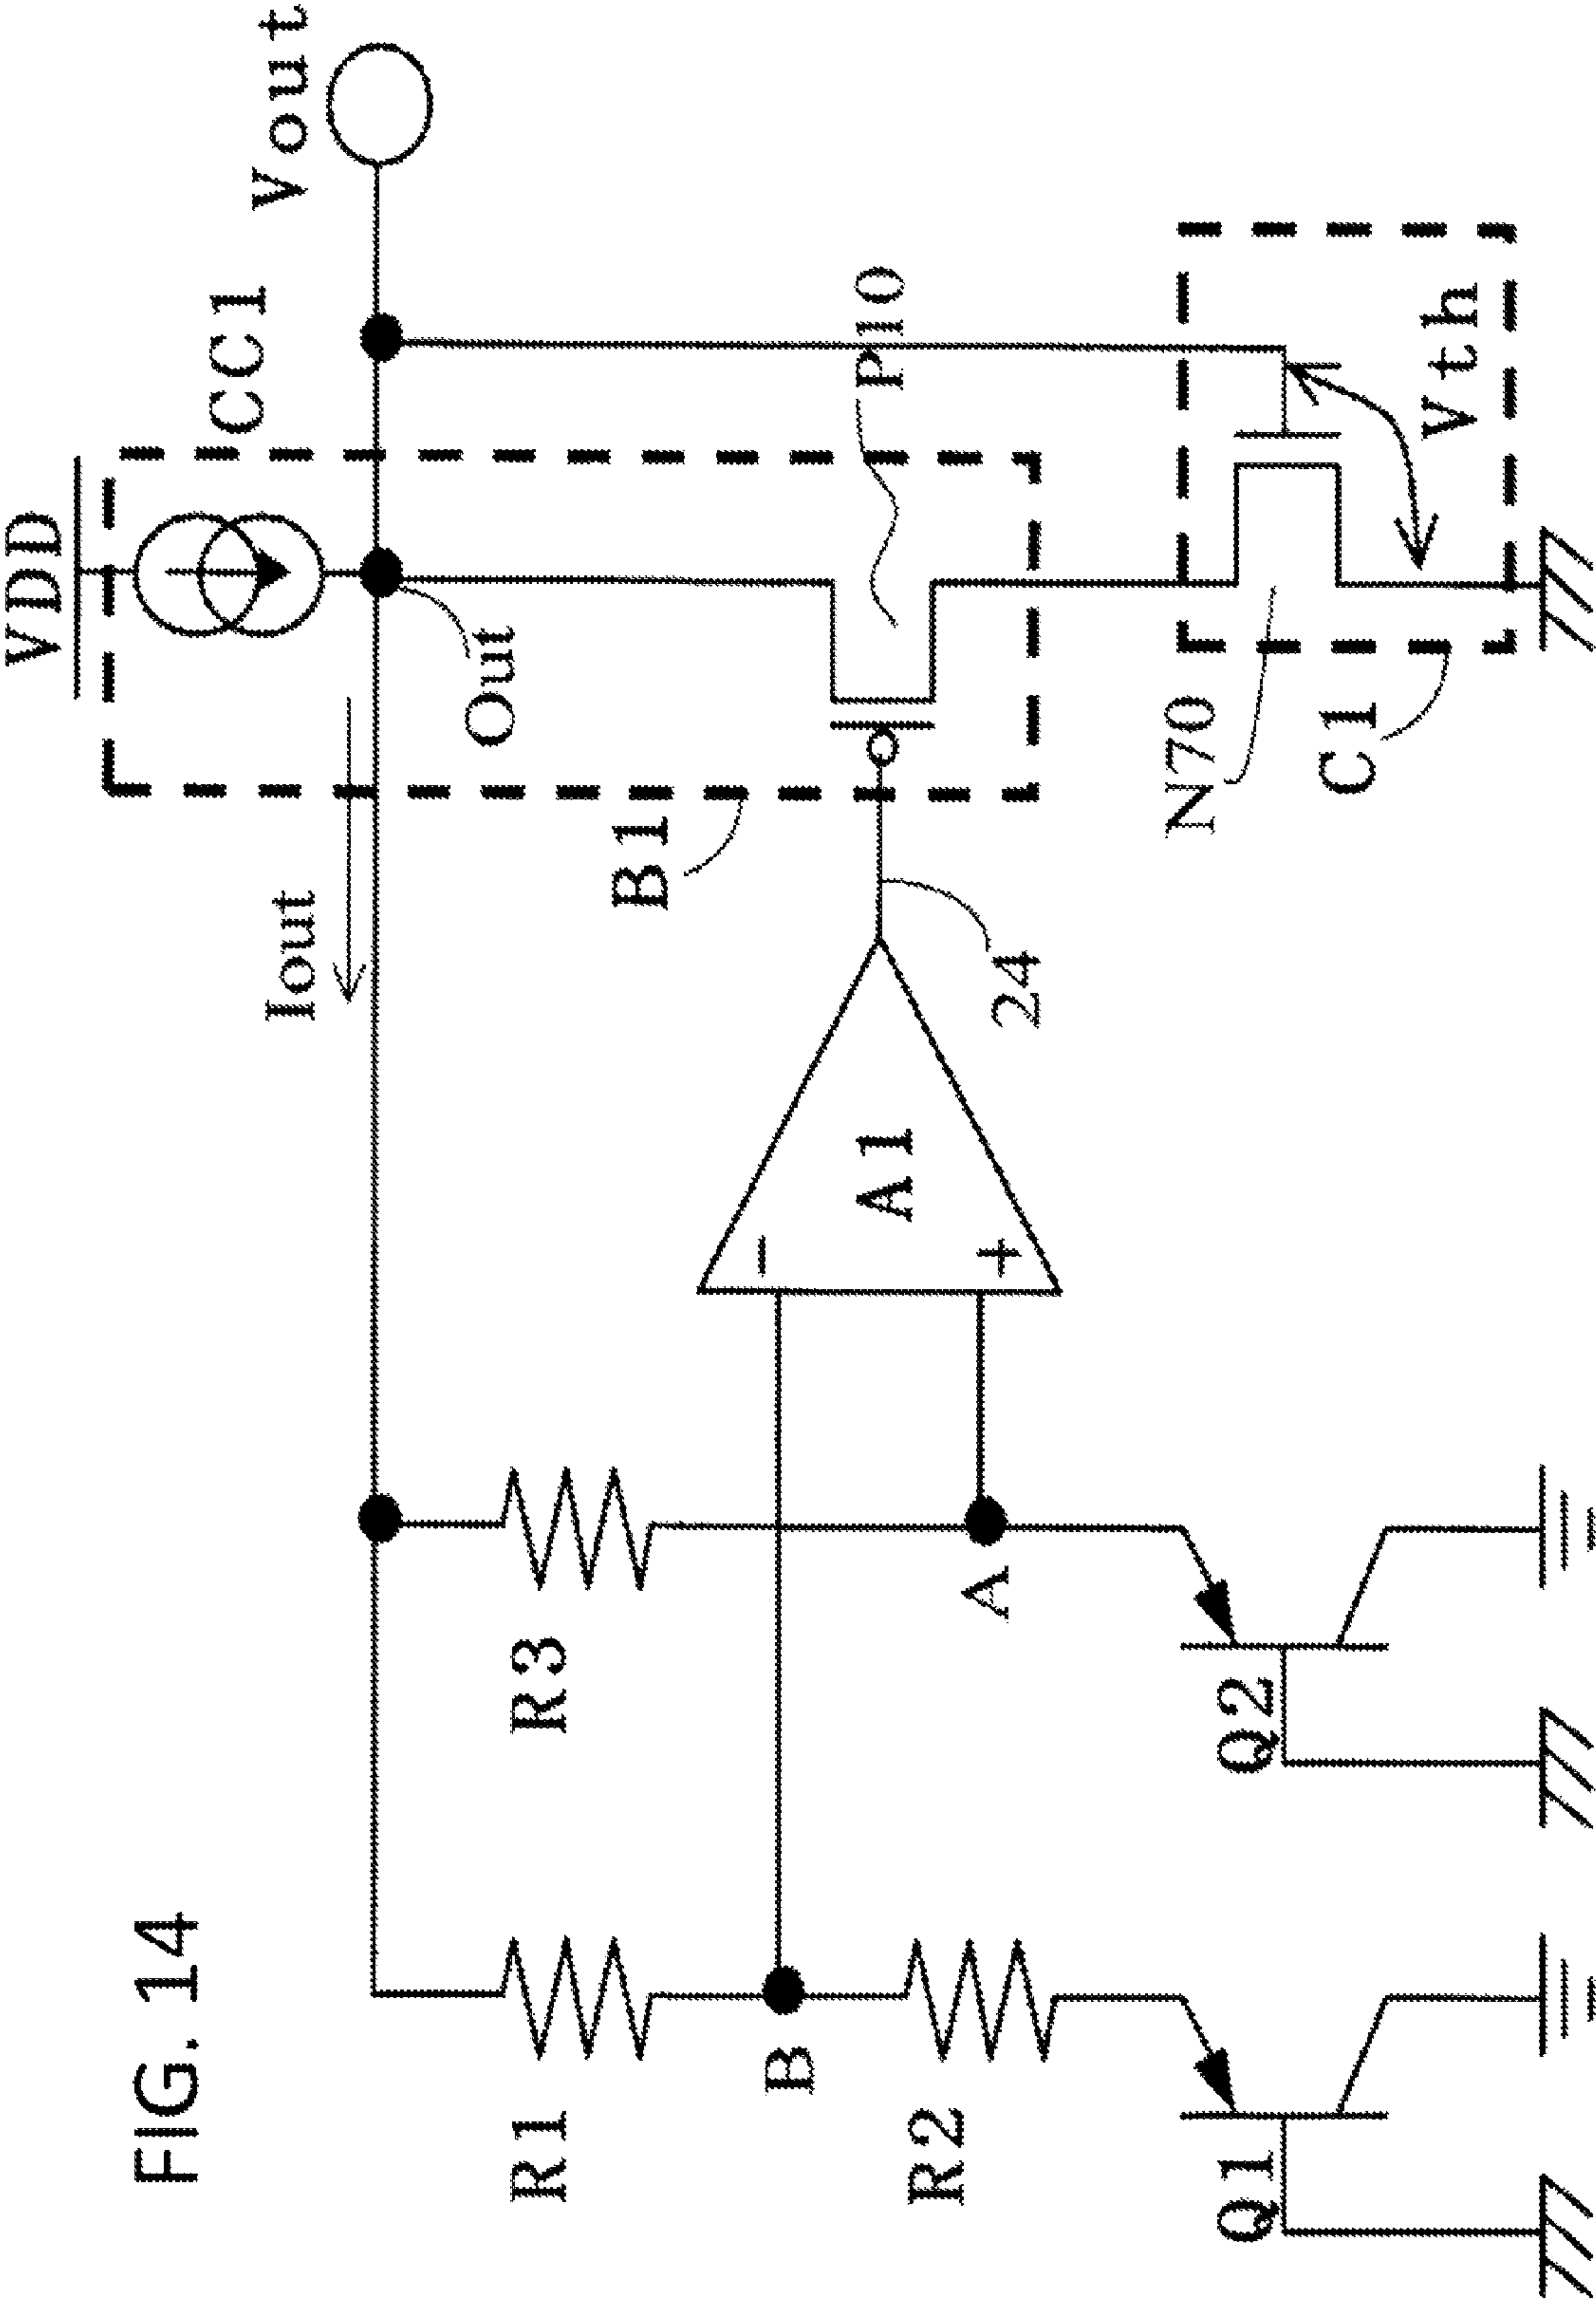 FIG. 14
VDD
CC1
Vout
Iout
Out
B1
P10
R1
R3
B
A
-
+
A1
24
R2
Q1
Q2
N70
C1
Vth